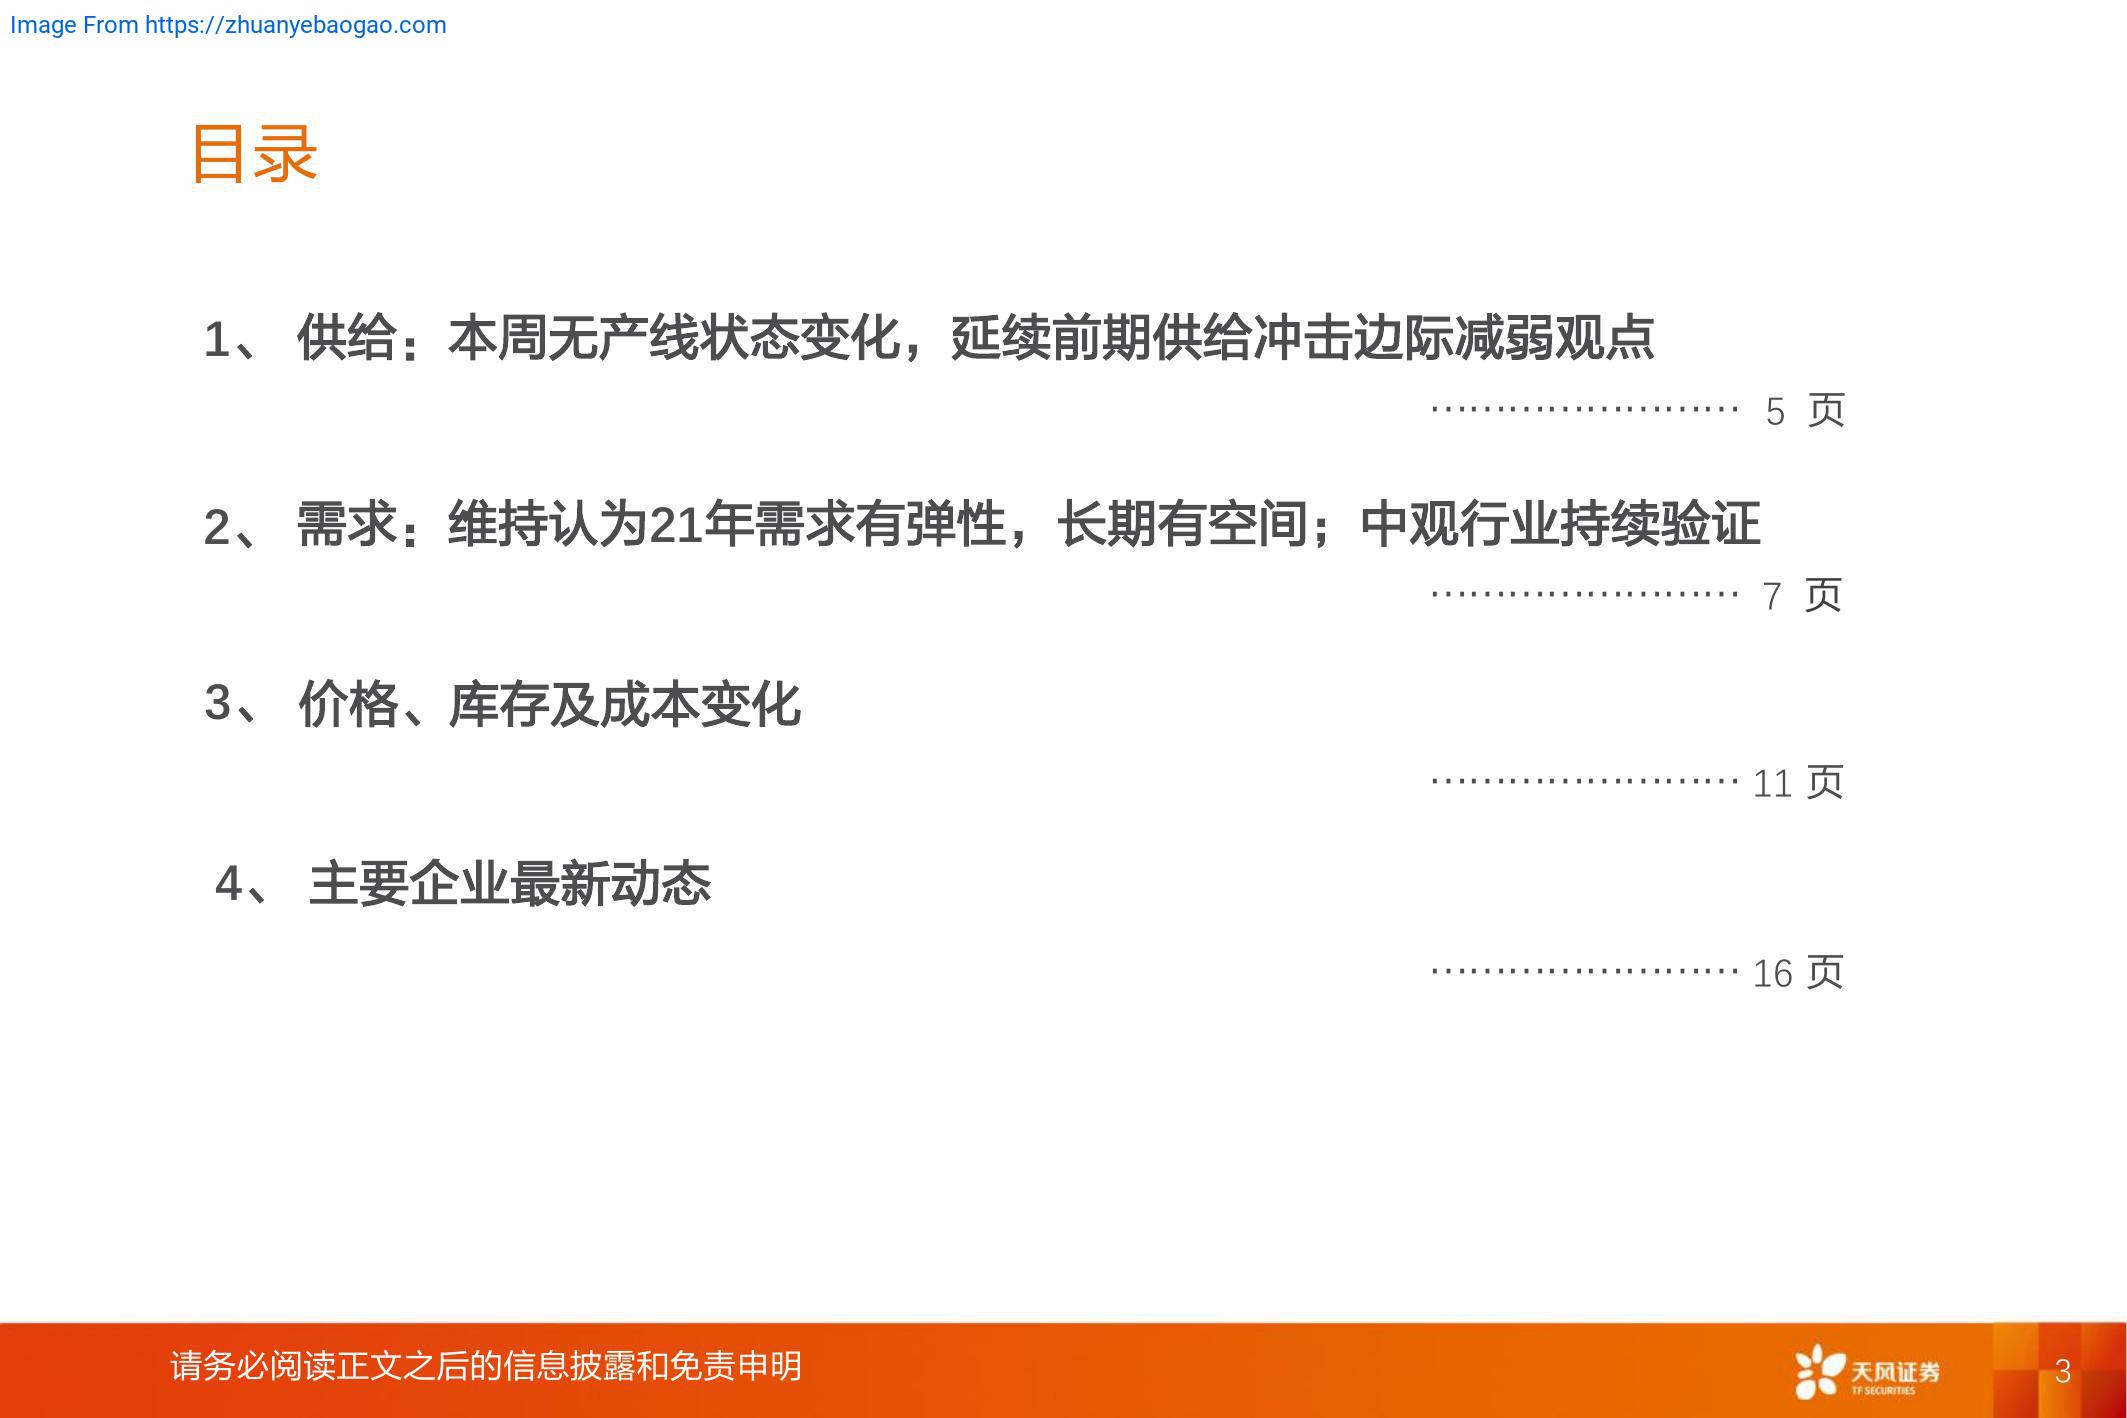 Image From https://zhuanyebaogao.com
目录
1、 供给：本周无产线状态变化，延续前期供给冲击边际减弱观点
…………………… 5 页
2、 需求：维持认为21年需求有弹性，长期有空间；中观行业持续验证
…………………… 7 页
3、 价格、库存及成本变化
…………………… 11 页
4、 主要企业最新动态
…………………… 16 页
请务必阅读正文之后的信息披露和免责申明
天风证券
TF SECURITIES
3